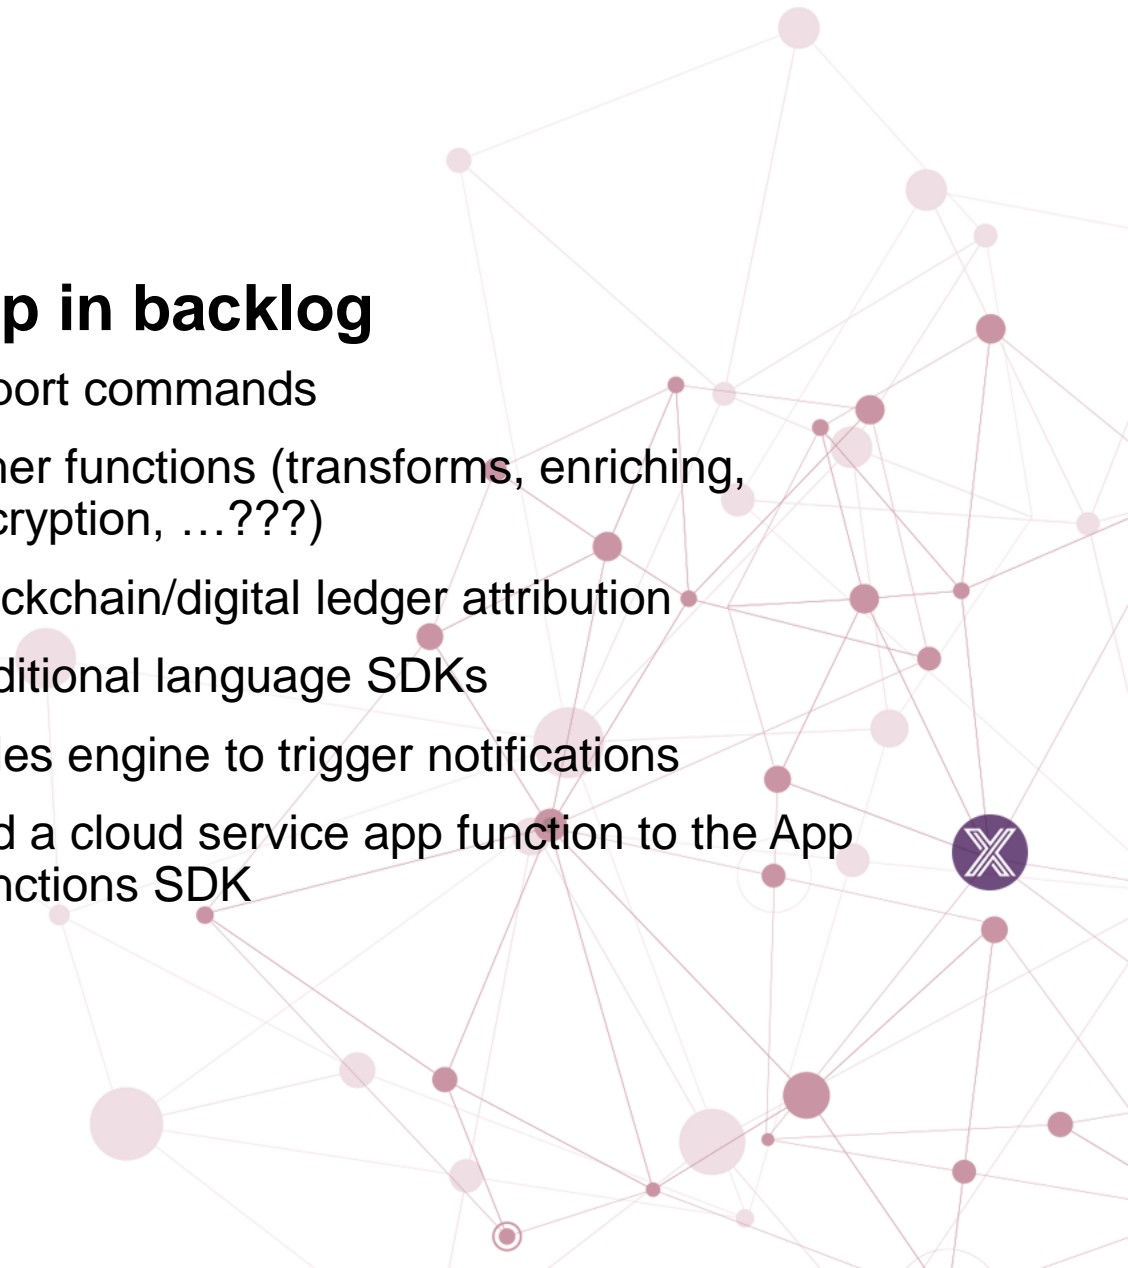 p in backlog
port commands
her functions (transforms, enriching,
cryption, …???)
ckchain/digital ledger attribution
ditional language SDKs
les engine to trigger notifications
d a cloud service app function to the App
nctions SDK